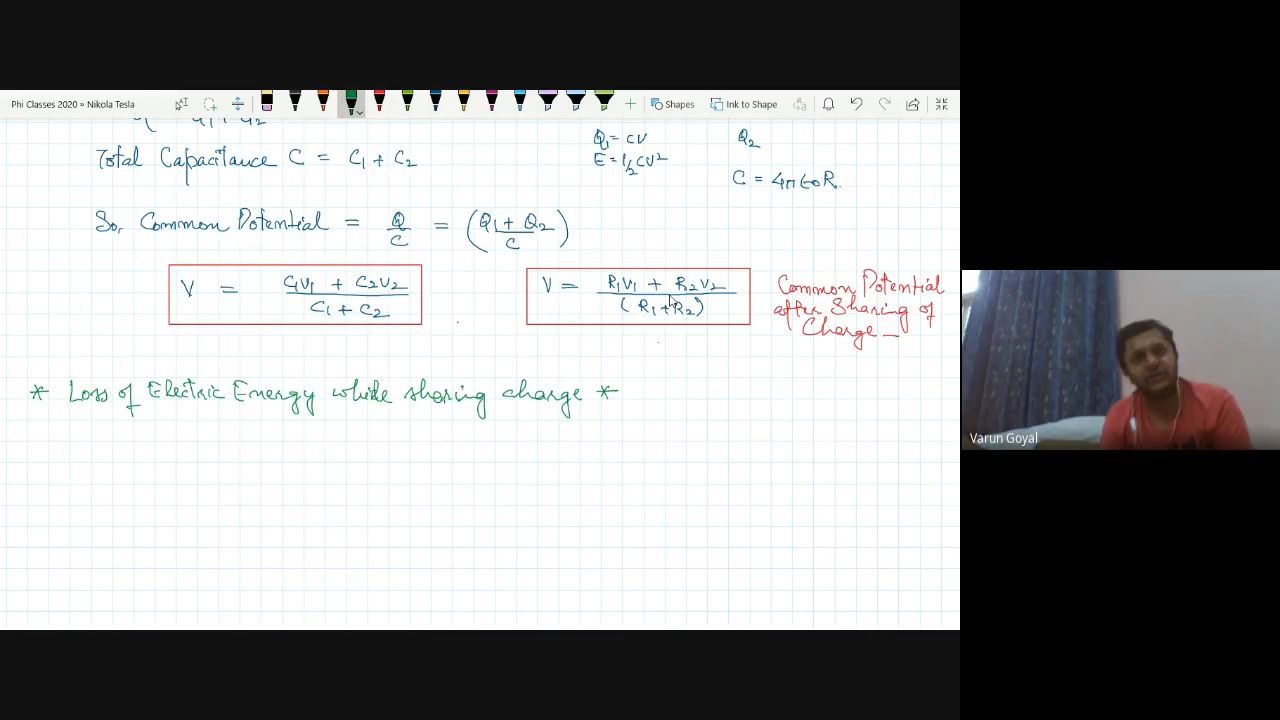 Phi Classes 2020 » Nikola Tesla
Shapes
Ink to Shape
Total Capacitance C = C₁ + C₂
Q₁ = CV
E = 1/2 CV²
Q₂
C = 4π∈₀R.
So, Common Potential = Q/C = (Q₁ + Q₂/C)
V = C₁V₁ + C₂V₂ / C₁ + C₂
V = R₁V₁ + R₂V₂ / (R₁+R₂)
Common Potential
after Sharing of
Charge —
* Loss of Electric Energy while sharing charge *
Varun Goyal